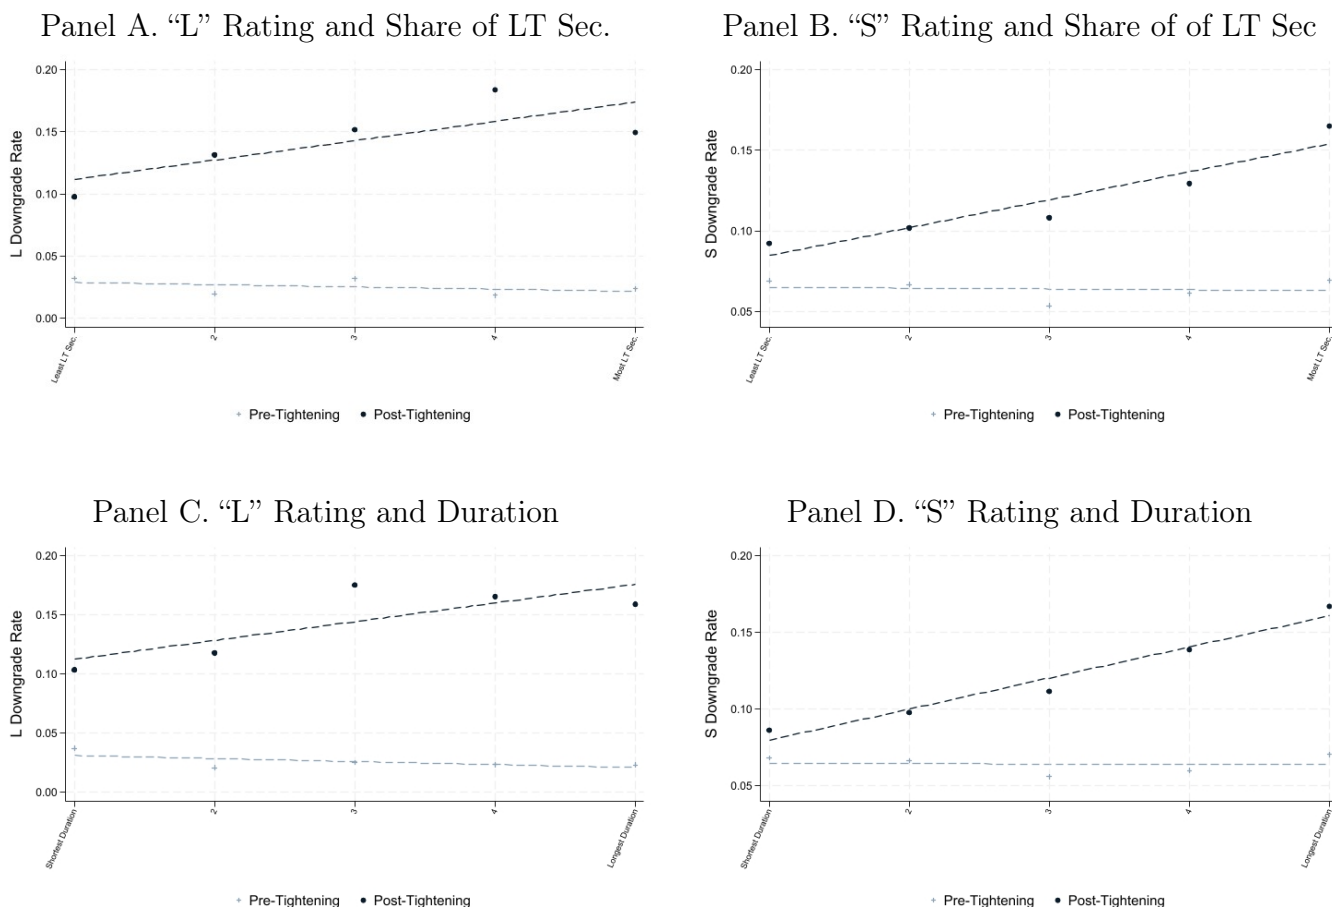 Panel A. “L” Rating and Share of LT Sec.
L Downgrade Rate
0.20
0.15
0.10
0.05
0.00
Least LT Sec.
2
3
4
Most LT Sec.
Pre-Tightening
Post-Tightening
Panel B. “S” Rating and Share of of LT Sec
S Downgrade Rate
0.20
0.15
0.10
0.05
Least LT Sec.
2
3
4
Most LT Sec.
Pre-Tightening
Post-Tightening
Panel C. “L” Rating and Duration
L Downgrade Rate
0.20
0.15
0.10
0.05
0.00
Shortest Duration
2
3
4
Longest Duration
Pre-Tightening
Post-Tightening
Panel D. “S” Rating and Duration
S Downgrade Rate
0.20
0.15
0.10
0.05
Shortest Duration
2
3
4
Longest Duration
Pre-Tightening
Post-Tightening